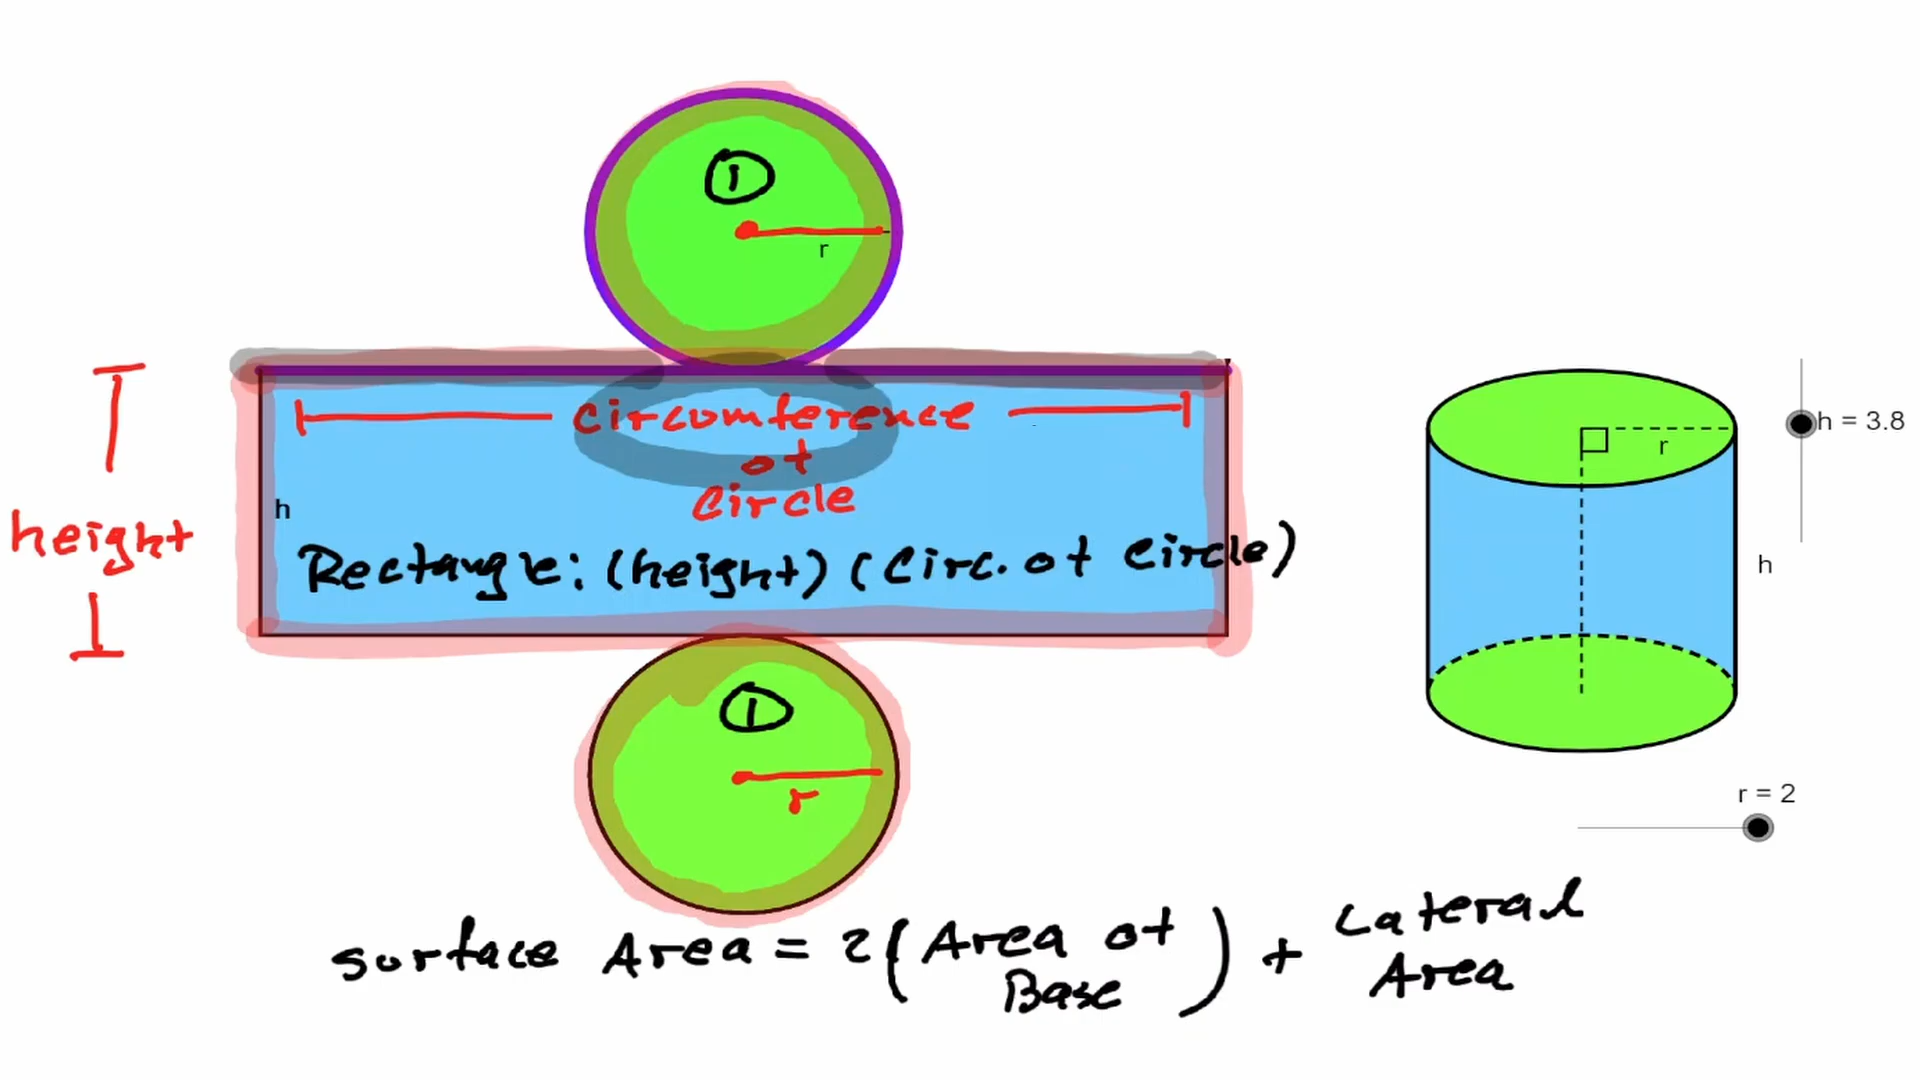 ①
r
circumference
of
circle
h
height
Rectangle: (height) (Circ. of Circle)
①
r
r
h = 3.8
h
r = 2
Surface Area = 2(Area of Base) + Lateral Area